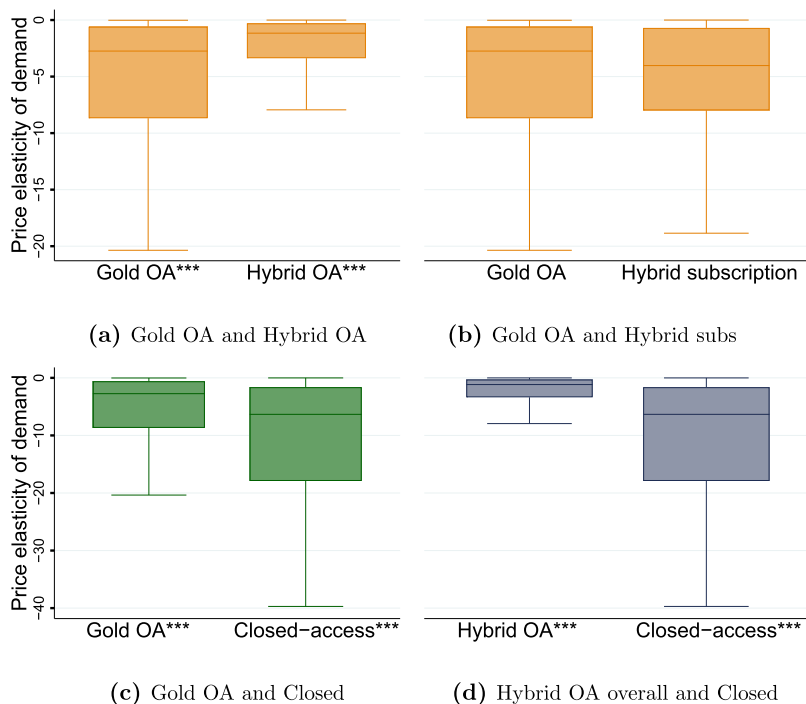 Price elasticity of demand
0
−5
−10
−15
−20
Gold OA*** Hybrid OA***
Gold OA Hybrid subscription
(a) Gold OA and Hybrid OA
(b) Gold OA and Hybrid subs
Price elasticity of demand
0
−10
−20
−30
−40
Gold OA*** Closed−access***
Hybrid OA*** Closed−access***
(c) Gold OA and Closed
(d) Hybrid OA overall and Closed